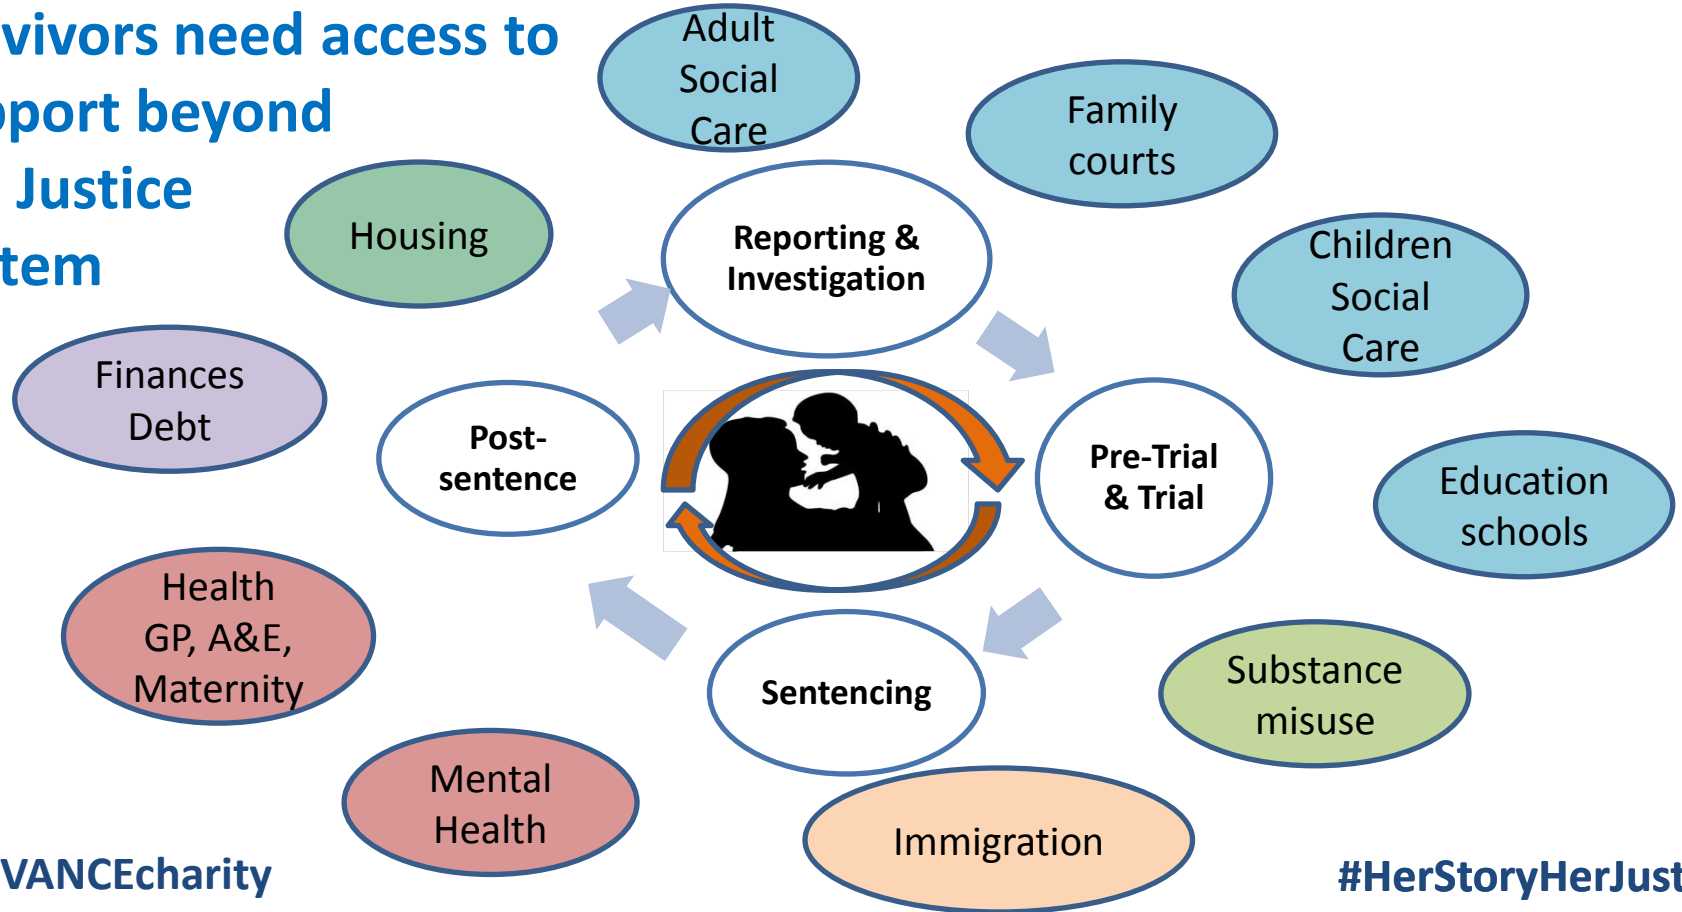 vivors need access to
pport beyond
Justice
tem
Adult
Social
Care
Family
courts
Housing
Reporting &
Investigation
Children
Social
Care
Finances
Debt
Post-
sentence
Pre-Trial
& Trial
Education
schools
Health
GP, A&E,
Maternity
Sentencing
Substance
misuse
Mental
Health
Immigration
VANCEcharity
#HerStoryHerJust